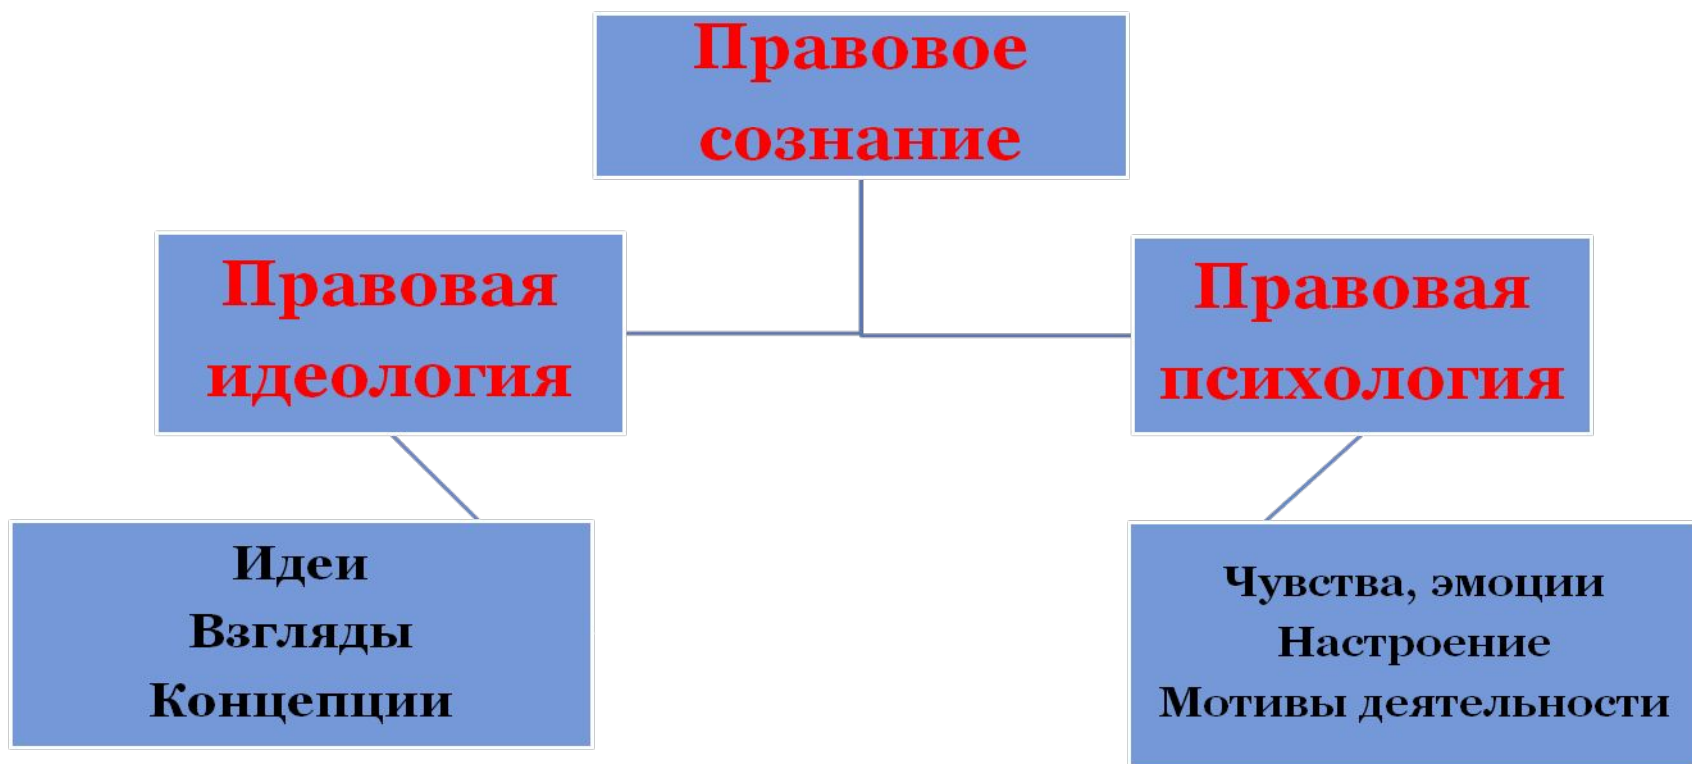 Правовое
сознание
Правовая
идеология
Правовая
психология
Идеи
Взгляды
Концепции
Чувства, эмоции
Настроение
Мотивы деятельности